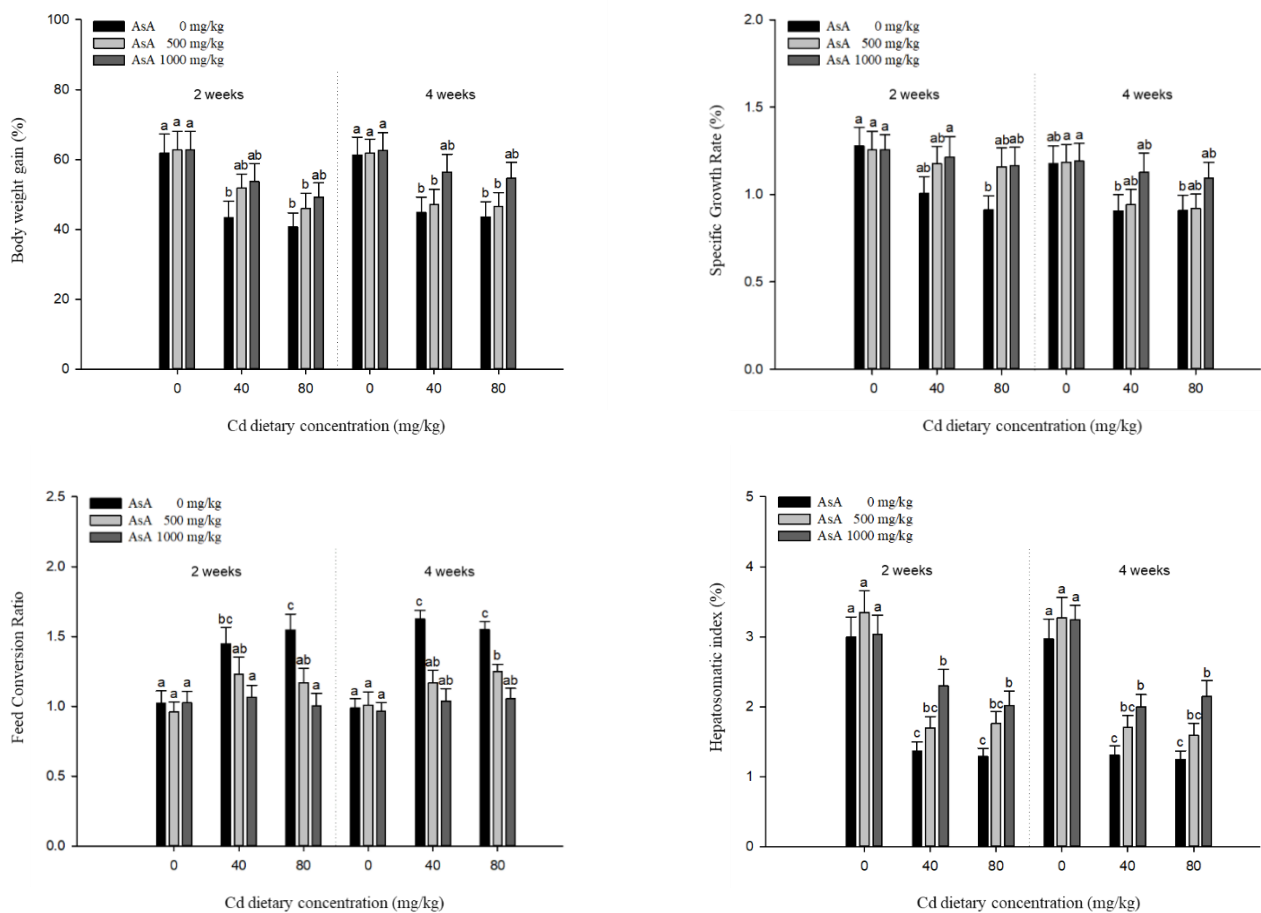 AsA 0 mg/kg
AsA 500 mg/kg
AsA 1000 mg/kg
2 weeks
4 weeks
a a a b ab ab b b ab a a a b b ab b b ab
Body weight gain (%)
100
80
60
40
20
0
0 40 80 0 40 80
Cd dietary concentration (mg/kg)
AsA 0 mg/kg
AsA 500 mg/kg
AsA 1000 mg/kg
2 weeks
4 weeks
a a a ab ab a b ab ab ab a a b ab ab b ab ab
Specific Growth Rate (%)
2.0
1.5
1.0
0.5
0.0
0 40 80 0 40 80
Cd dietary concentration (mg/kg)
AsA 0 mg/kg
AsA 500 mg/kg
AsA 1000 mg/kg
2 weeks
4 weeks
a a a bc ab a c ab a a a a c ab ab c b ab
Feed Conversion Ratio
2.5
2.0
1.5
1.0
0.5
0.0
0 40 80 0 40 80
Cd dietary concentration (mg/kg)
AsA 0 mg/kg
AsA 500 mg/kg
AsA 1000 mg/kg
2 weeks
4 weeks
a a a c bc b c bc b a a a c bc b c bc b
Hepatosomatic index (%)
5
4
3
2
1
0
0 40 80 0 40 80
Cd dietary concentration (mg/kg)